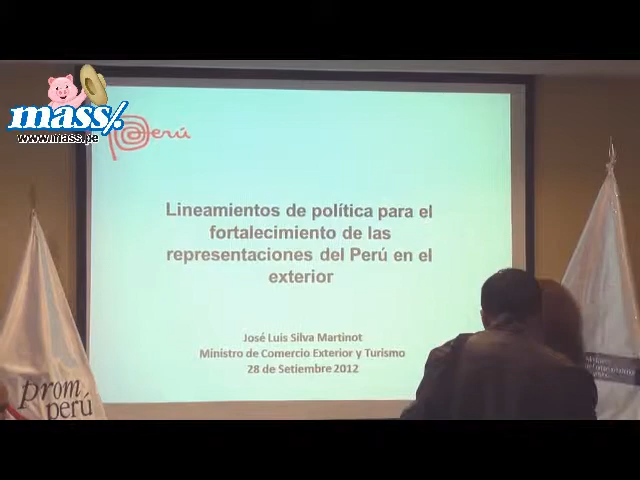 mass%.
www.mass.pe
Perú
Lineamientos de política para el
fortalecimiento de las
representaciones del Perú en el
exterior
José Luis Silva Martinot
Ministro de Comercio Exterior y Turismo
28 de Setiembre 2012
prom
perú